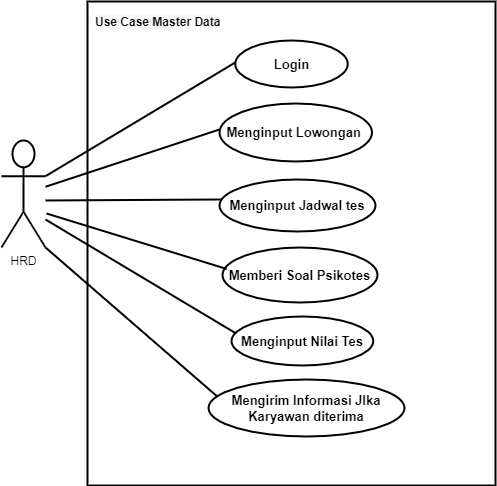 Use Case Master Data
Login
Menginput Lowongan
Menginput Jadwal tes
HRD
Memberi Soal Psikotes
Menginput Nilai Tes
Mengirim Informasi JIka
Karyawan diterima